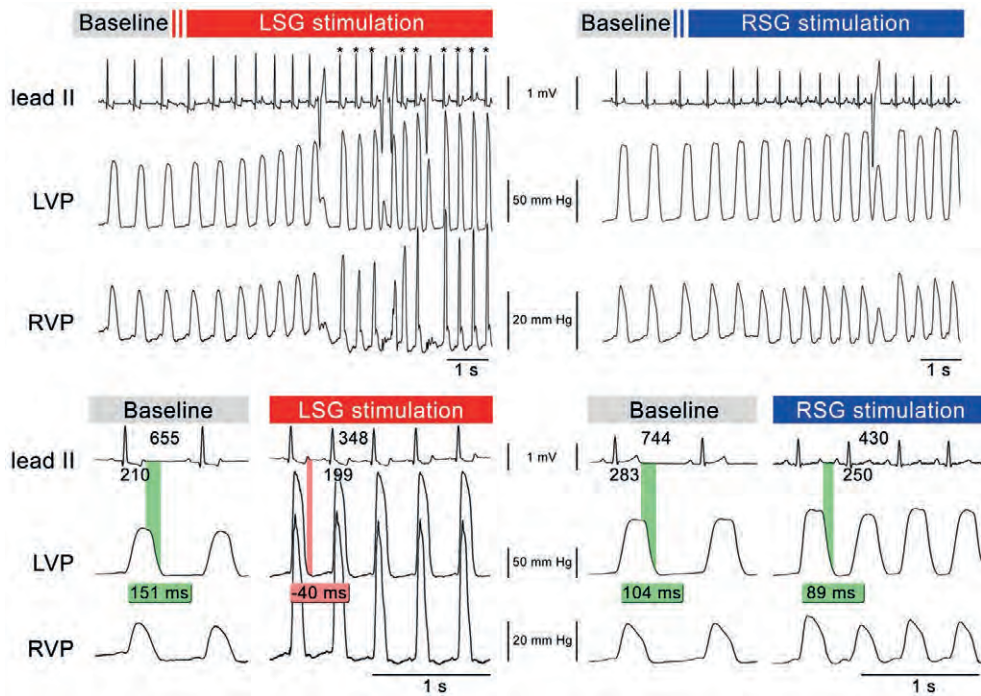 Baseline LSG stimulation Baseline RSG stimulation
* * * * * * * * *
lead II 1 mV
LVP 50 mm Hg
RVP 20 mm Hg
1 s 1 s
Baseline LSG stimulation Baseline RSG stimulation
655 348 744 430
lead II 1 mV
210 199 283 250
LVP 50 mm Hg
151 ms -40 ms 104 ms 89 ms
RVP 20 mm Hg
1 s 1 s